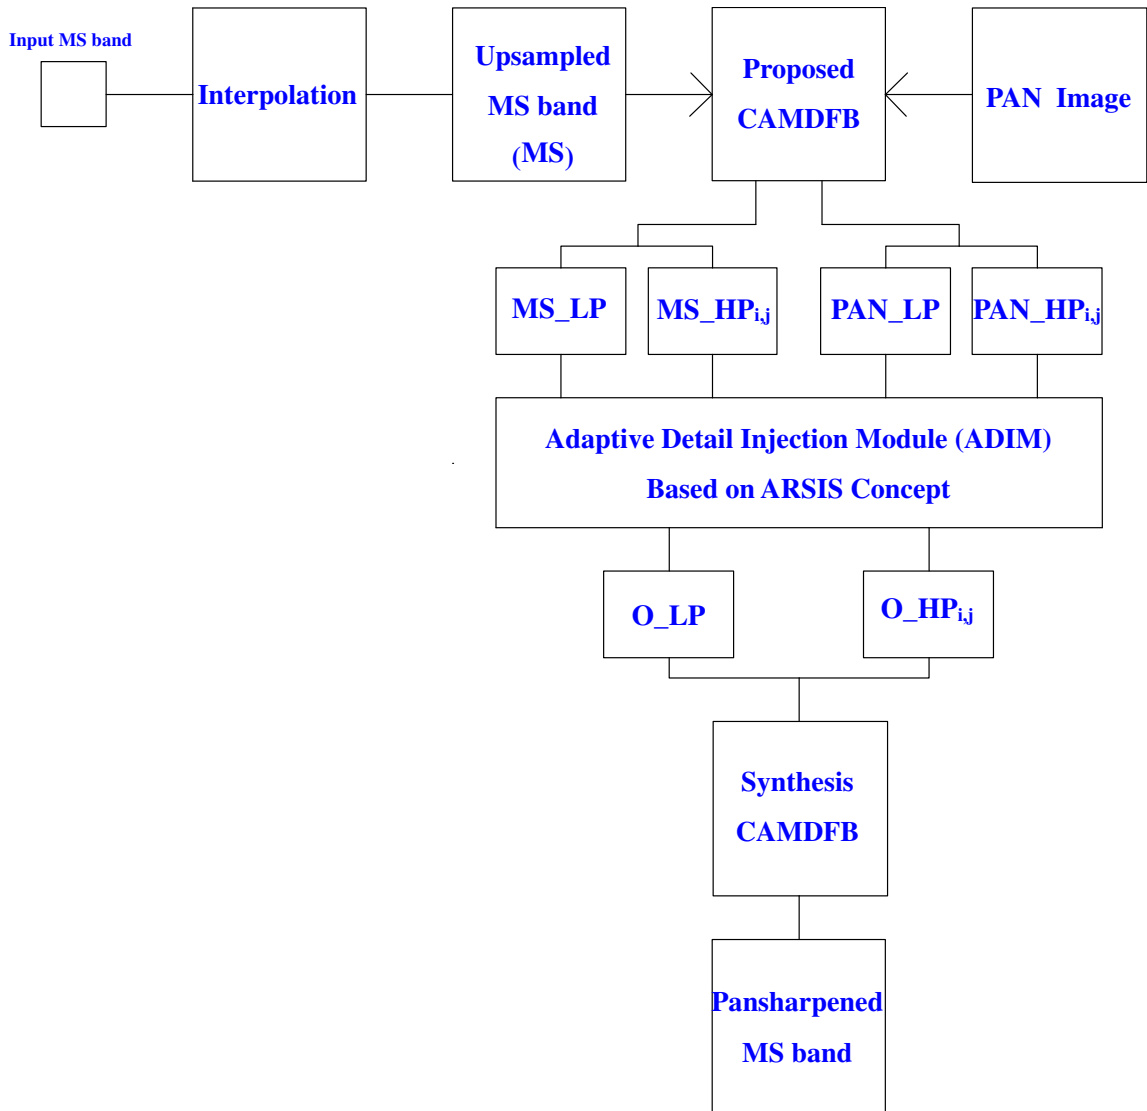 Input MS band
Interpolation
Upsampled
MS band
(MS)
Proposed
CAMDFB
PAN Image
MS_LP
MS_HPi,j
PAN_LP
PAN_HPi,j
Adaptive Detail Injection Module (ADIM)
Based on ARSIS Concept
O_LP
O_HPi,j
Synthesis
CAMDFB
Pansharpened
MS band